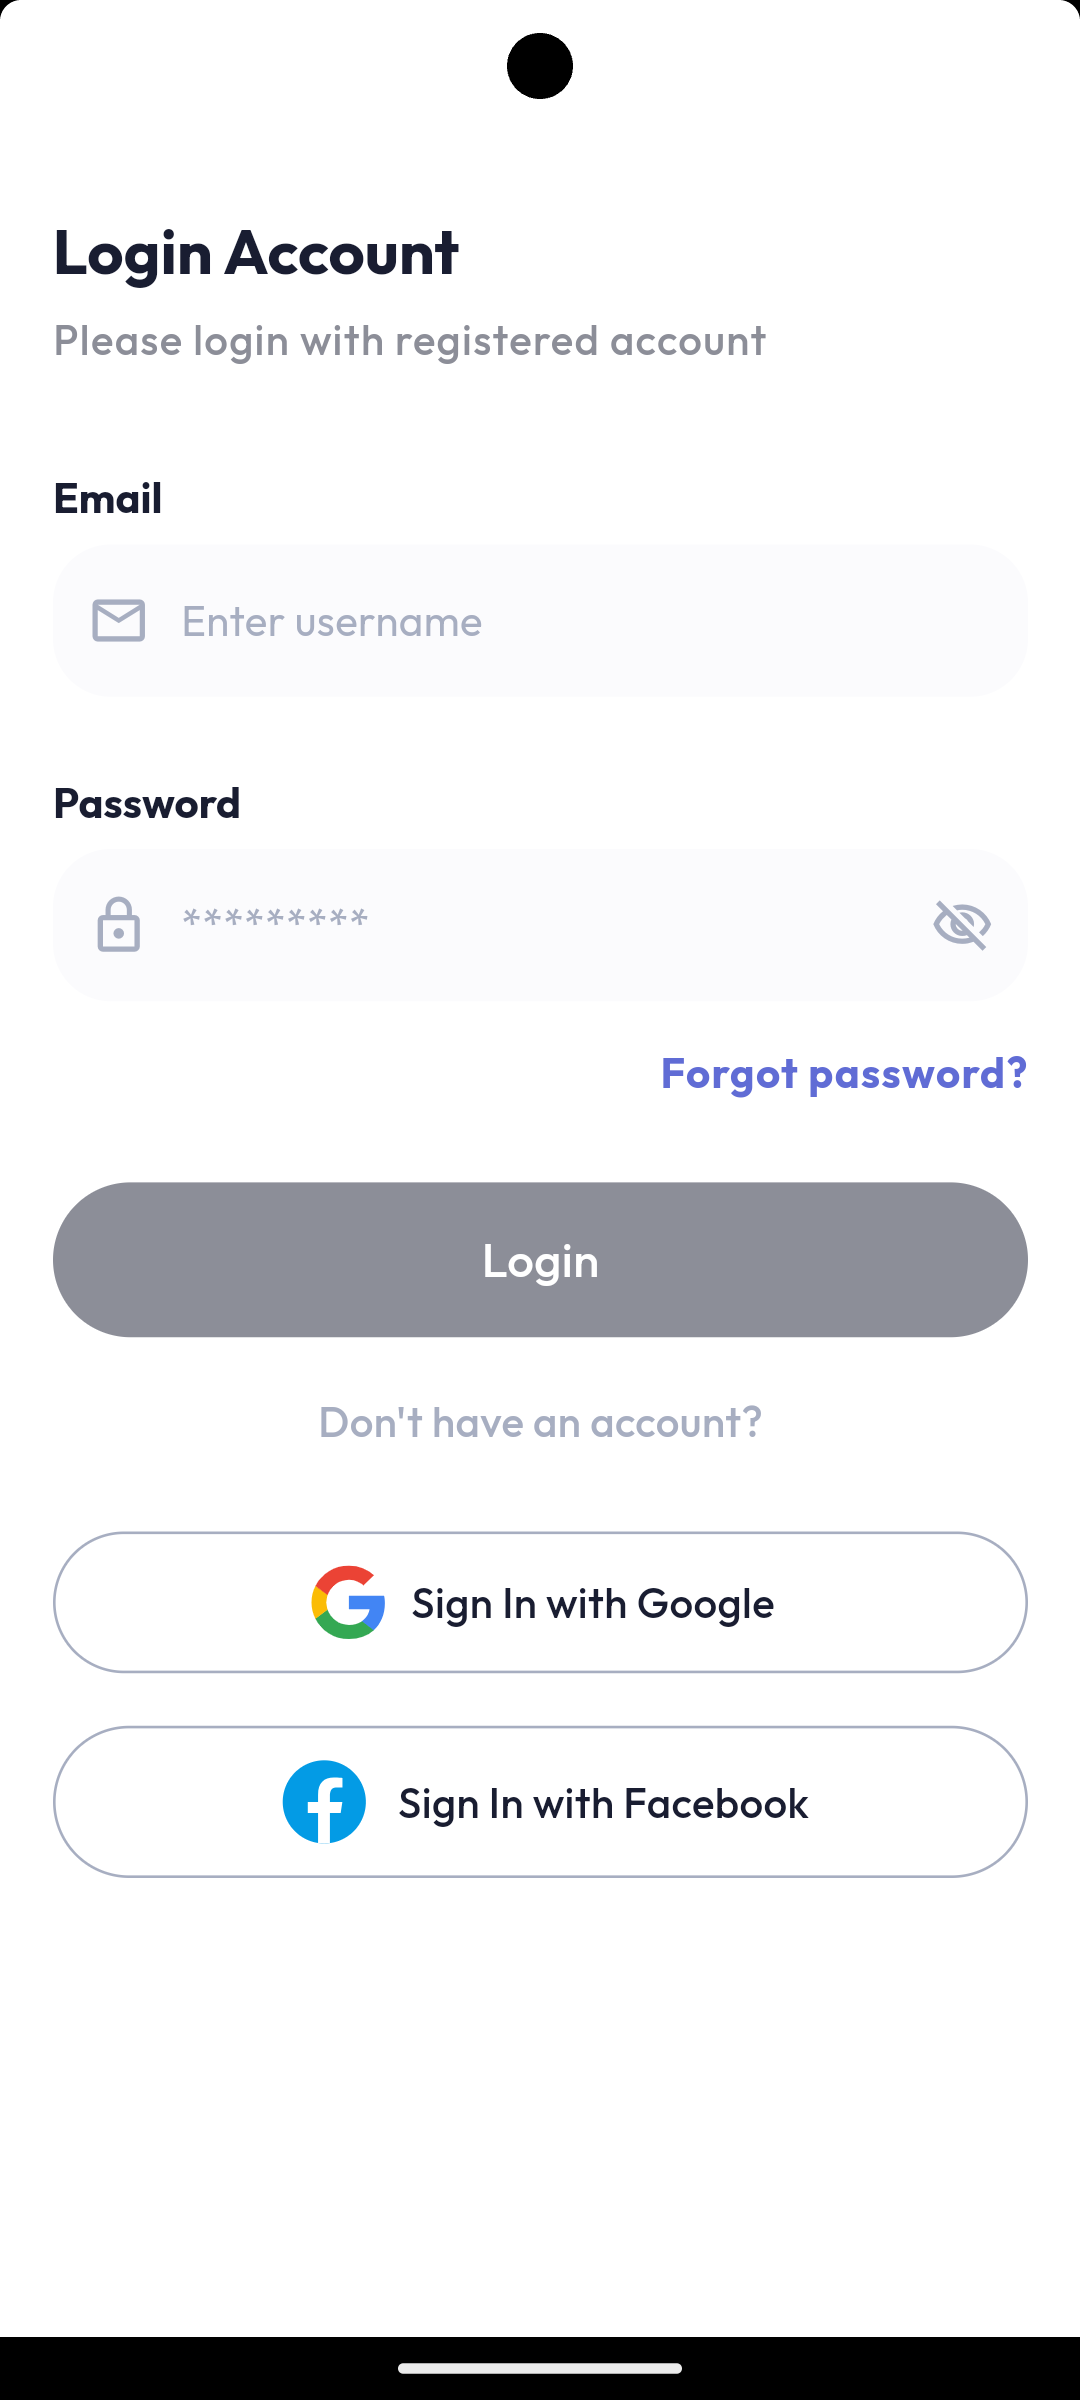 Login Account
Please login with registered account
Email
Enter username
Password
*********
Forgot password?
Login
Don't have an account?
Sign In with Google
Sign In with Facebook